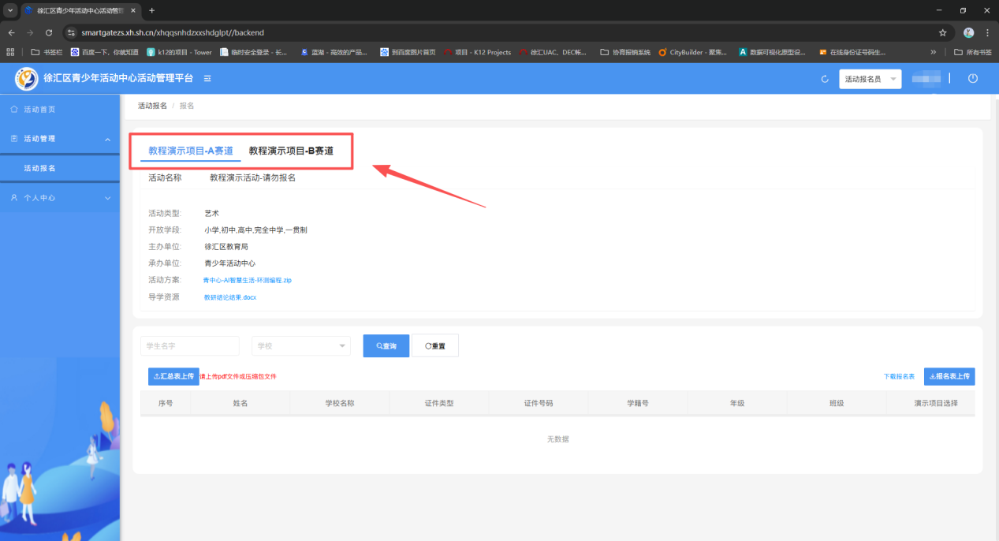 徐汇区青少年活动中心活动管
smartgatezs.xh.sh.cn/xhqqsnhdzxxshdglpt//backend
书签栏 百度一下，你就知道 k12的项目 - Tower 临时安全登录 - 长... 蓝湖 - 高效的产品... 到百度图片首页 项目 - K12 Projects 徐汇UAC、DEC帐... 协育报销系统 CityBuilder - 聚焦... 数据可视化原型说... 在线身份证号码生... » 所有书签
徐汇区青少年活动中心活动管理平台 活动报名员
活动首页
活动管理
活动报名
个人中心
活动报名 / 报名
教程演示项目-A赛道 教程演示项目-B赛道
活动名称 教程演示活动-请勿报名
活动类型: 艺术
开放学段: 小学,初中,高中,完全中学,一贯制
主办单位: 徐汇区教育局
承办单位: 青少年活动中心
活动方案: 青中心-AI智慧生活-环测编程.zip
导学资源 教研结论结果.docx
学生名字 学校 查询 重置
汇总表上传 请上传pdf文件或压缩包文件 下载报名表 报名表上传
序号 姓名 学校名称 证件类型 证件号码 学籍号 年级 班级 演示项目选择
无数据